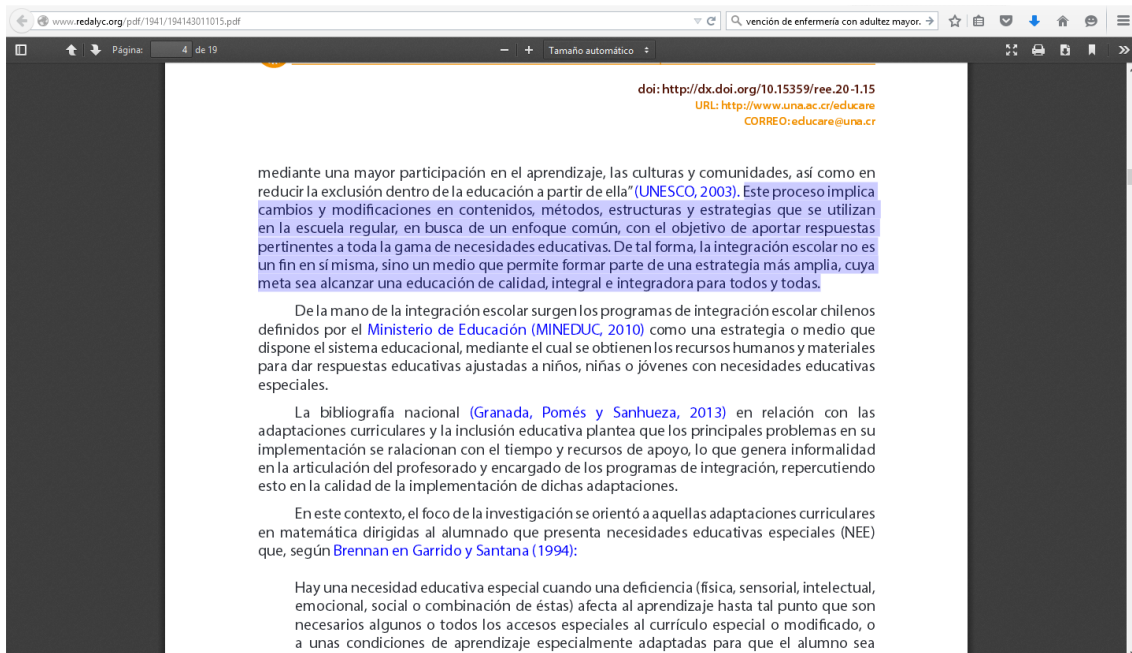 www.redalyc.org/pdf/1941/194143011015.pdf
vención de enfermería con adultez mayor.
Página: 4 de 19
Tamaño automático
doi: http://dx.doi.org/10.15359/ree.20-1.15
URL: http://www.una.ac.cr/educare
CORREO: educare@una.cr
mediante una mayor participación en el aprendizaje, las culturas y comunidades, así como en
reducir la exclusión dentro de la educación a partir de ella” (UNESCO, 2003). Este proceso implica
cambios y modificaciones en contenidos, métodos, estructuras y estrategias que se utilizan
en la escuela regular, en busca de un enfoque común, con el objetivo de aportar respuestas
pertinentes a toda la gama de necesidades educativas. De tal forma, la integración escolar no es
un fin en sí misma, sino un medio que permite formar parte de una estrategia más amplia, cuya
meta sea alcanzar una educación de calidad, integral e integradora para todos y todas.
De la mano de la integración escolar surgen los programas de integración escolar chilenos
definidos por el Ministerio de Educación (MINEDUC, 2010) como una estrategia o medio que
dispone el sistema educacional, mediante el cual se obtienen los recursos humanos y materiales
para dar respuestas educativas ajustadas a niños, niñas o jóvenes con necesidades educativas
especiales.
La bibliografía nacional (Granada, Pomés y Sanhueza, 2013) en relación con las
adaptaciones curriculares y la inclusión educativa plantea que los principales problemas en su
implementación se ralacionan con el tiempo y recursos de apoyo, lo que genera informalidad
en la articulación del profesorado y encargado de los programas de integración, repercutiendo
esto en la calidad de la implementación de dichas adaptaciones.
En este contexto, el foco de la investigación se orientó a aquellas adaptaciones curriculares
en matemática dirigidas al alumnado que presenta necesidades educativas especiales (NEE)
que, según Brennan en Garrido y Santana (1994):
Hay una necesidad educativa especial cuando una deficiencia (física, sensorial, intelectual,
emocional, social o combinación de éstas) afecta al aprendizaje hasta tal punto que son
necesarios algunos o todos los accesos especiales al currículo especial o modificado, o
a unas condiciones de aprendizaje especialmente adaptadas para que el alumno sea